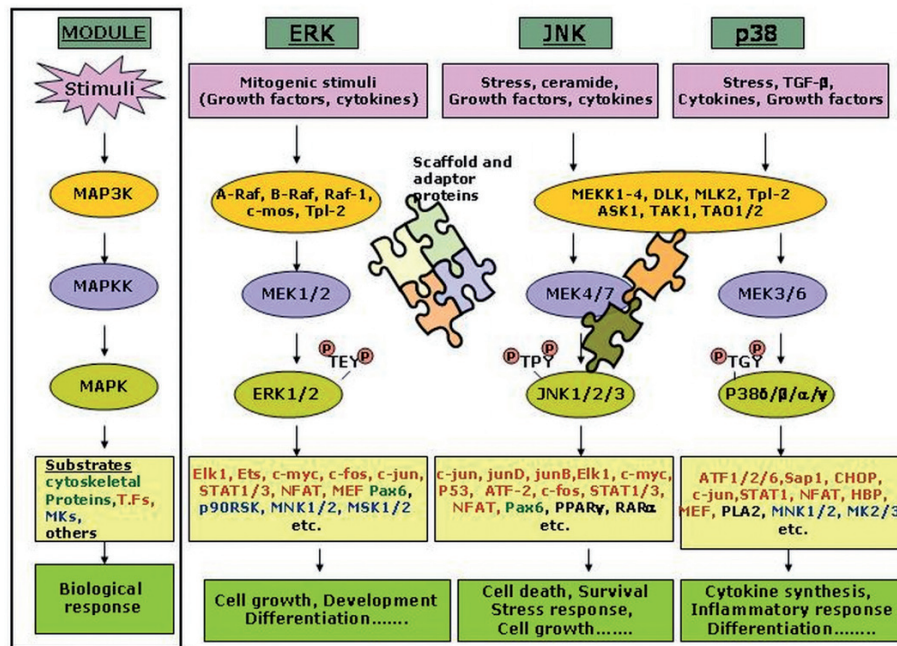 MODULE
Stimuli
MAP3K
MAPKK
MAPK
Substrates
cytoskeletal
Proteins,T.Fs,
MKs,
others
Biological
response
ERK
Mitogenic stimuli
(Growth factors, cytokines)
A-Raf, B-Raf, Raf-1,
c-mos, Tpl-2
MEK1/2
P TEY P
ERK1/2
Elk1, Ets, c-myc, c-fos, c-jun,
STAT1/3, NFAT, MEF Pax6,
p90RSK, MNK1/2, MSK1/2
etc.
Cell growth, Development
Differentiation.......
Scaffold and
adaptor
proteins
JNK
Stress, ceramide,
Growth factors, cytokines
p38
Stress, TGF-β,
Cytokines, Growth factors
MEKK1-4, DLK, MLK2, Tpl-2
ASK1, TAK1, TAO1/2
MEK4/7
P TPY P
JNK1/2/3
c-jun, junD, junB,Elk1, c-myc,
P53, ATF-2, c-fos, STAT1/3,
NFAT, Pax6, PPARγ, RARα
etc.
Cell death, Survival
Stress response,
Cell growth.......
MEK3/6
P TGY P
P38δ/β/α/γ
ATF1/2/6,Sap1, CHOP,
c-jun,STAT1, NFAT, HBP,
MEF, PLA2, MNK1/2, MK2/3
etc.
Cytokine synthesis,
Inflammatory response
Differentiation........